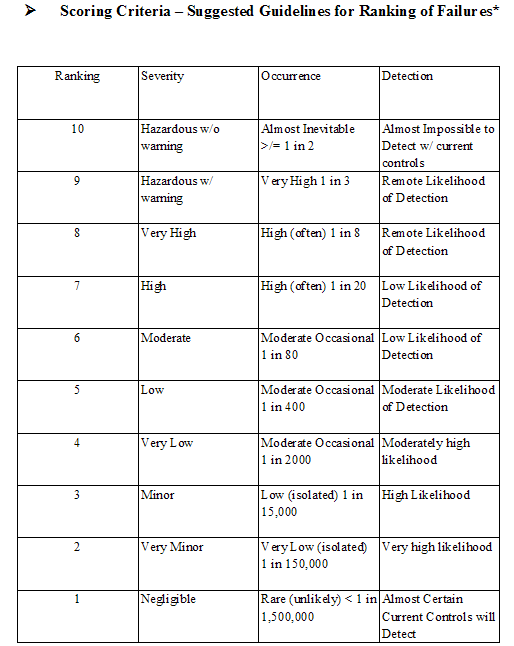 ➢ Scoring Criteria – Suggested Guidelines for Ranking of Failures*
Ranking Severity Occurrence Detection
10 Hazardous w/o warning Almost Inevitable >/= 1 in 2 Almost Impossible to Detect w/ current controls
9 Hazardous w/ warning Very High 1 in 3 Remote Likelihood of Detection
8 Very High High (often) 1 in 8 Remote Likelihood of Detection
7 High High (often) 1 in 20 Low Likelihood of Detection
6 Moderate Moderate Occasional 1 in 80 Low Likelihood of Detection
5 Low Moderate Occasional 1 in 400 Moderate Likelihood of Detection
4 Very Low Moderate Occasional 1 in 2000 Moderately high likelihood
3 Minor Low (isolated) 1 in 15,000 High Likelihood
2 Very Minor Very Low (isolated) 1 in 150,000 Very high likelihood
1 Negligible Rare (unlikely) < 1 in 1,500,000 Almost Certain Current Controls will Detect